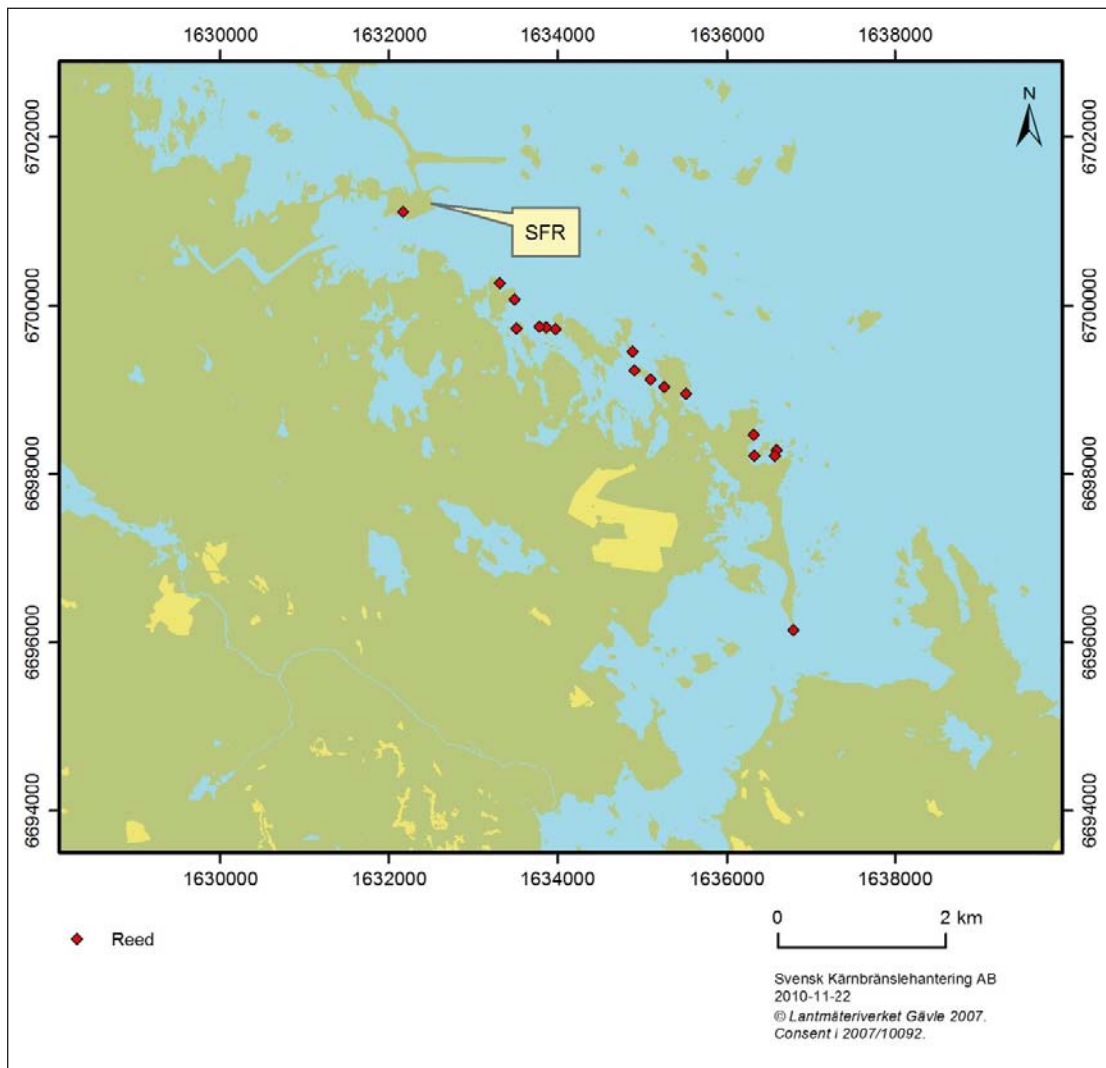 1630000 1632000 1634000 1636000 1638000
N
6702000 6702000
SFR
6700000 6700000
6698000 6698000
6696000 6696000
6694000 6694000
1630000 1632000 1634000 1636000 1638000
0 2 km
Reed
Svensk Kärnbränslehantering AB
2010-11-22
© Lantmäteriverket Gävle 2007.
Consent I 2007/10092.